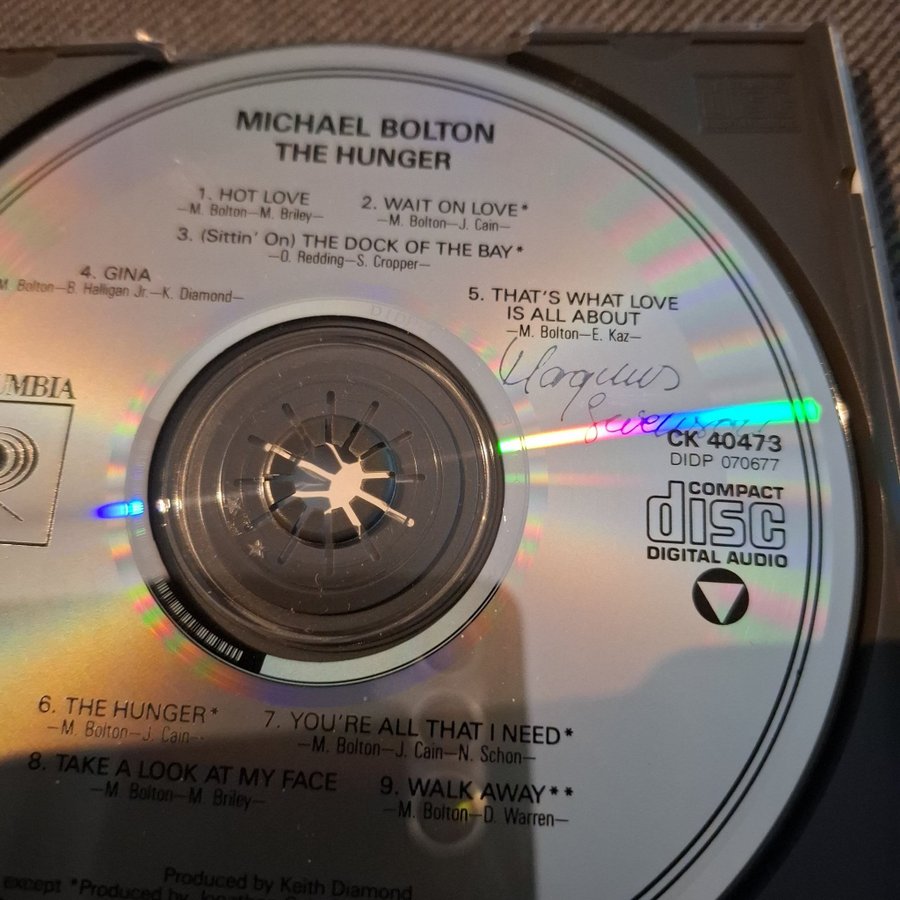 MICHAEL BOLTON
THE HUNGER
1. HOT LOVE
—M. Bolton—M. Briley—
2. WAIT ON LOVE*
—M. Bolton—J. Cain—
3. (Sittin' On) THE DOCK OF THE BAY*
—O. Redding—S. Cropper—
4. GINA
M. Bolton—B. Halligan Jr.—K. Diamond—
5. THAT'S WHAT LOVE
IS ALL ABOUT
—M. Bolton—E. Kaz—
UMBIA
CK 40473
DIDP 070677
COMPACT
disc
DIGITAL AUDIO
6. THE HUNGER*
—M. Bolton—J. Cain—
7. YOU'RE ALL THAT I NEED*
—M. Bolton—J. Cain—N. Schon—
8. TAKE A LOOK AT MY FACE
—M. Bolton—M. Briley—
9. WALK AWAY**
—M. Bolton—D. Warren—
Produced by Keith Diamond
except *Produced by